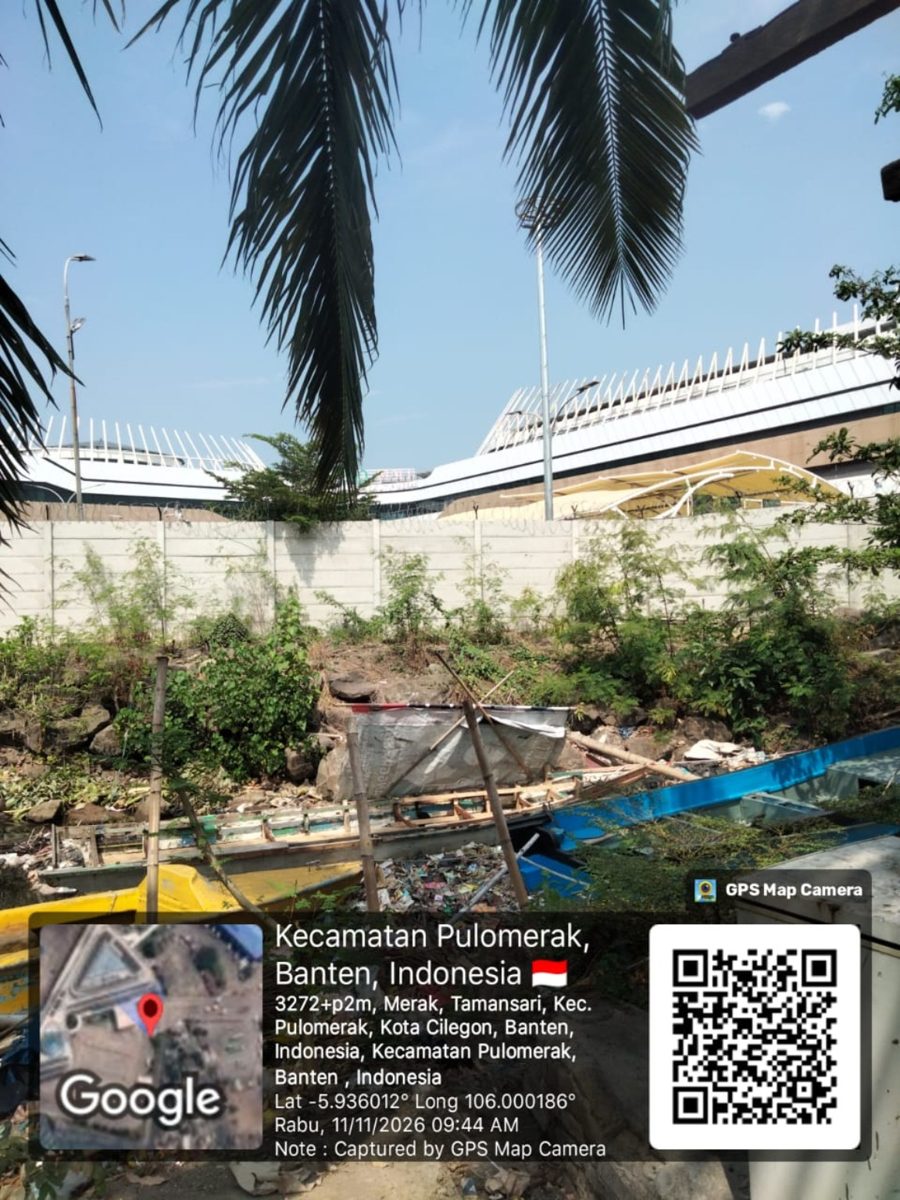 GPS Map Camera
Kecamatan Pulomerak,
Banten, Indonesia
3272+p2m, Merak, Tamansari, Kec.
Pulomerak, Kota Cilegon, Banten,
Indonesia, Kecamatan Pulomerak,
Banten , Indonesia
Lat -5.936012° Long 106.000186°
Rabu, 11/11/2026 09:44 AM
Note : Captured by GPS Map Camera
Google